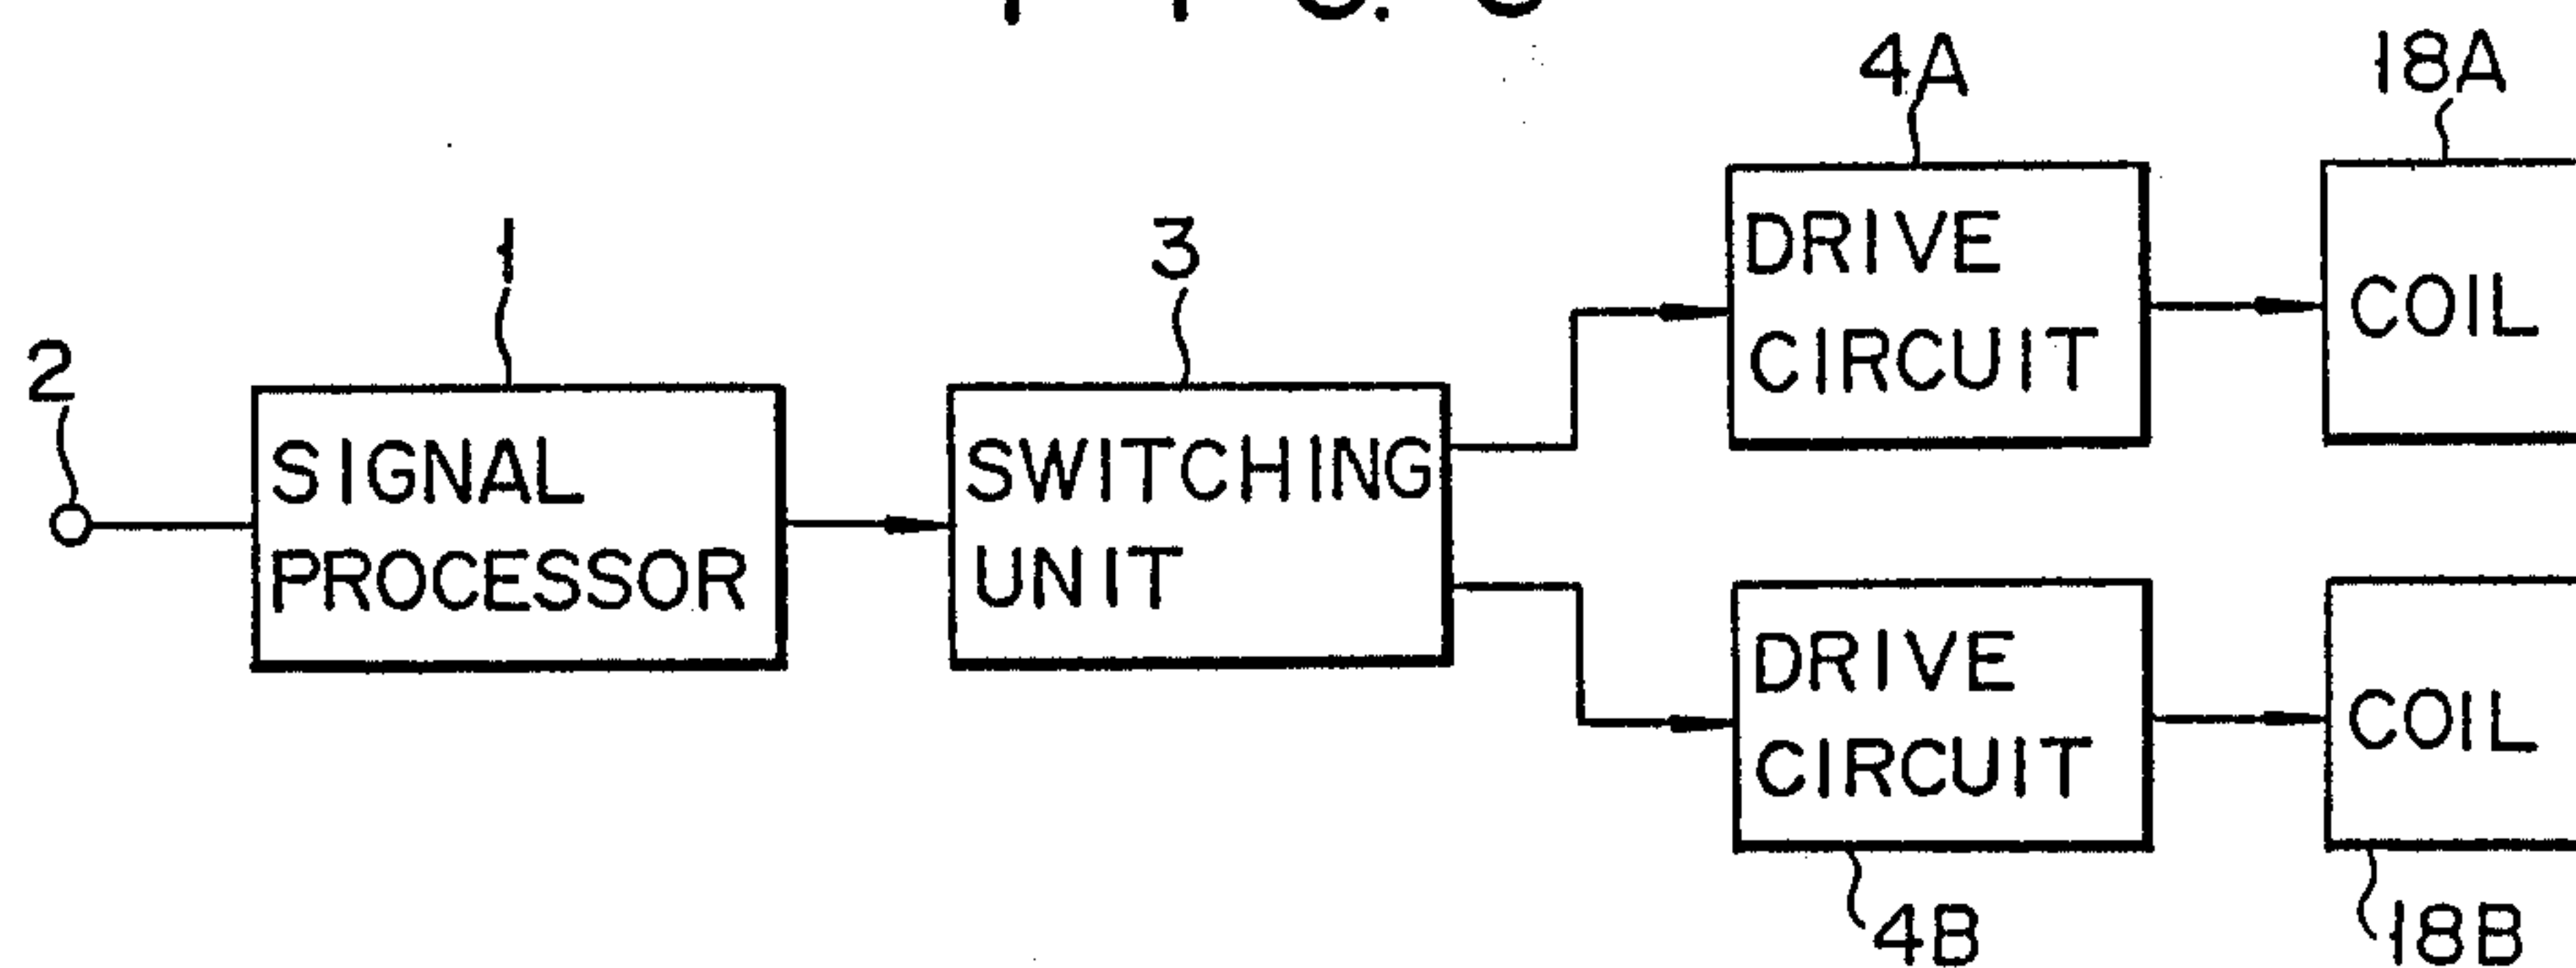 4A
18A
1
3
2
DRIVE
CIRCUIT
COIL
SIGNAL
PROCESSOR
SWITCHING
UNIT
DRIVE
CIRCUIT
COIL
4B
18B